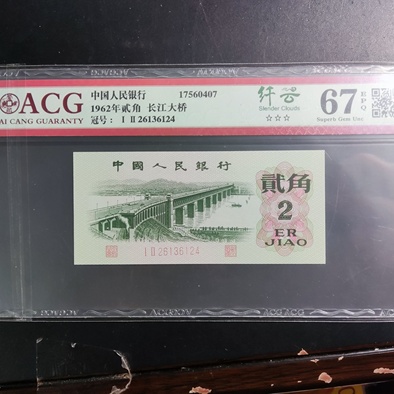 ACG
AI CANG GUARANTY
中国人民银行 17560407
1962年贰角 长江大桥
冠号: I II 26136124
纤云
Slender Clouds
☆☆☆
67 EPQ
Superb Gem Unc
中國人民銀行
貳角
2
ER
JIAO
I II 26136124